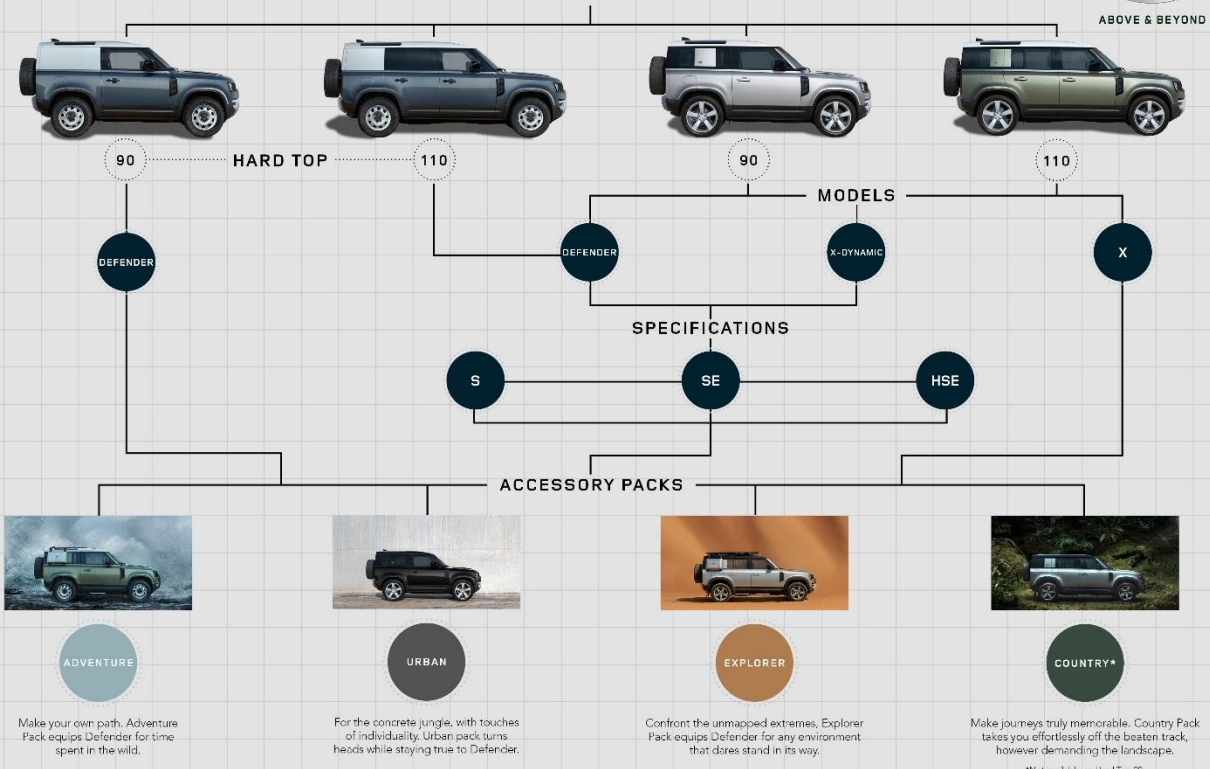 ABOVE & BEYOND
90
HARD TOP
110
90
110
MODELS
DEFENDER
DEFENDER
X-DYNAMIC
X
SPECIFICATIONS
S
SE
HSE
ACCESSORY PACKS
ADVENTURE
URBAN
EXPLORER
COUNTRY*
Make your own path. Adventure
Pack equips Defender for time
spent in the wild.
For the concrete jungle, with touches
of individuality. Urban pack turns
heads while staying true to Defender.
Confront the unmapped extremes, Explorer
Pack equips Defender for any environment
that dares stand in its way.
Make journeys truly memorable. Country Pack
takes you effortlessly off the beaten track,
however demanding the landscape.